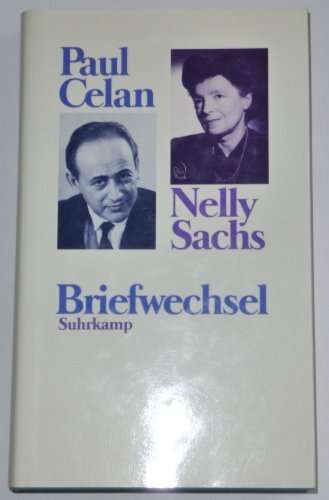 Paul
Celan
Nelly
Sachs
Briefwechsel
Suhrkamp